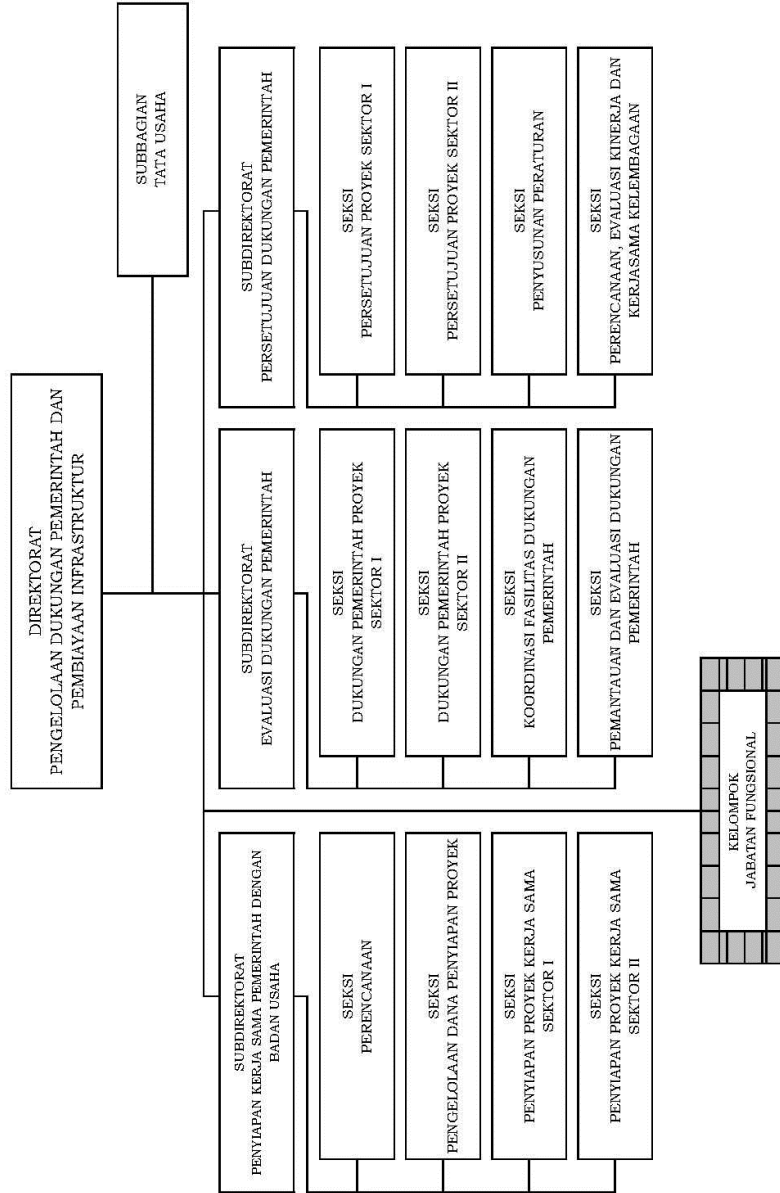 DIREKTORAT
PENGELOLAAN DUKUNGAN PEMERINTAH DAN
PEMBIAYAAN INFRASTRUKTUR
SUBBAGIAN
TATA USAHA
SUBDIREKTORAT
PENYIAPAN KERJA SAMA PEMERINTAH DENGAN
BADAN USAHA
SEKSI
PERENCANAAN
SEKSI
PENGELOLAAN DANA PENYIAPAN PROYEK
SEKSI
PENYIAPAN PROYEK KERJA SAMA
SEKTOR I
SEKSI
PENYIAPAN PROYEK KERJA SAMA
SEKTOR II
SUBDIREKTORAT
EVALUASI DUKUNGAN PEMERINTAH
SEKSI
DUKUNGAN PEMERINTAH PROYEK
SEKTOR I
SEKSI
DUKUNGAN PEMERINTAH PROYEK
SEKTOR II
SEKSI
KOORDINASI FASILITAS DUKUNGAN
PEMERINTAH
SEKSI
PEMANTAUAN DAN EVALUASI DUKUNGAN
PEMERINTAH
SUBDIREKTORAT
PERSETUJUAN DUKUNGAN PEMERINTAH
SEKSI
PERSETUJUAN PROYEK SEKTOR I
SEKSI
PERSETUJUAN PROYEK SEKTOR II
SEKSI
PENYUSUNAN PERATURAN
SEKSI
PERENCANAAN, EVALUASI KINERJA DAN
KERJASAMA KELEMBAGAAN
KELOMPOK
JABATAN FUNGSIONAL